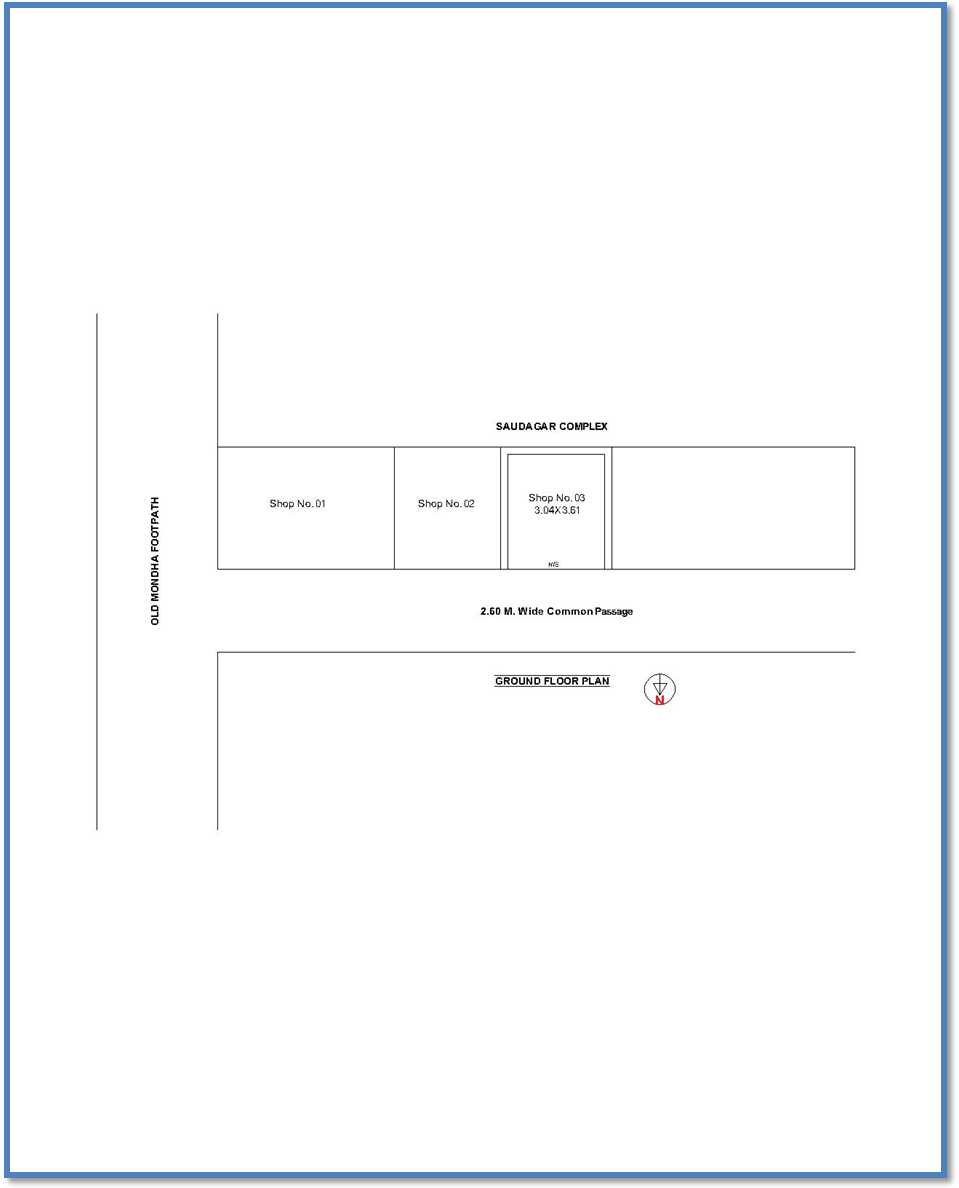 SAUDAGAR COMPLEX
OLD MONDHA FOOTPATH
Shop No. 01
Shop No. 02
Shop No. 03
3.04X3.61
R/S
2.60 M. Wide Common Passage
GROUND FLOOR PLAN
N